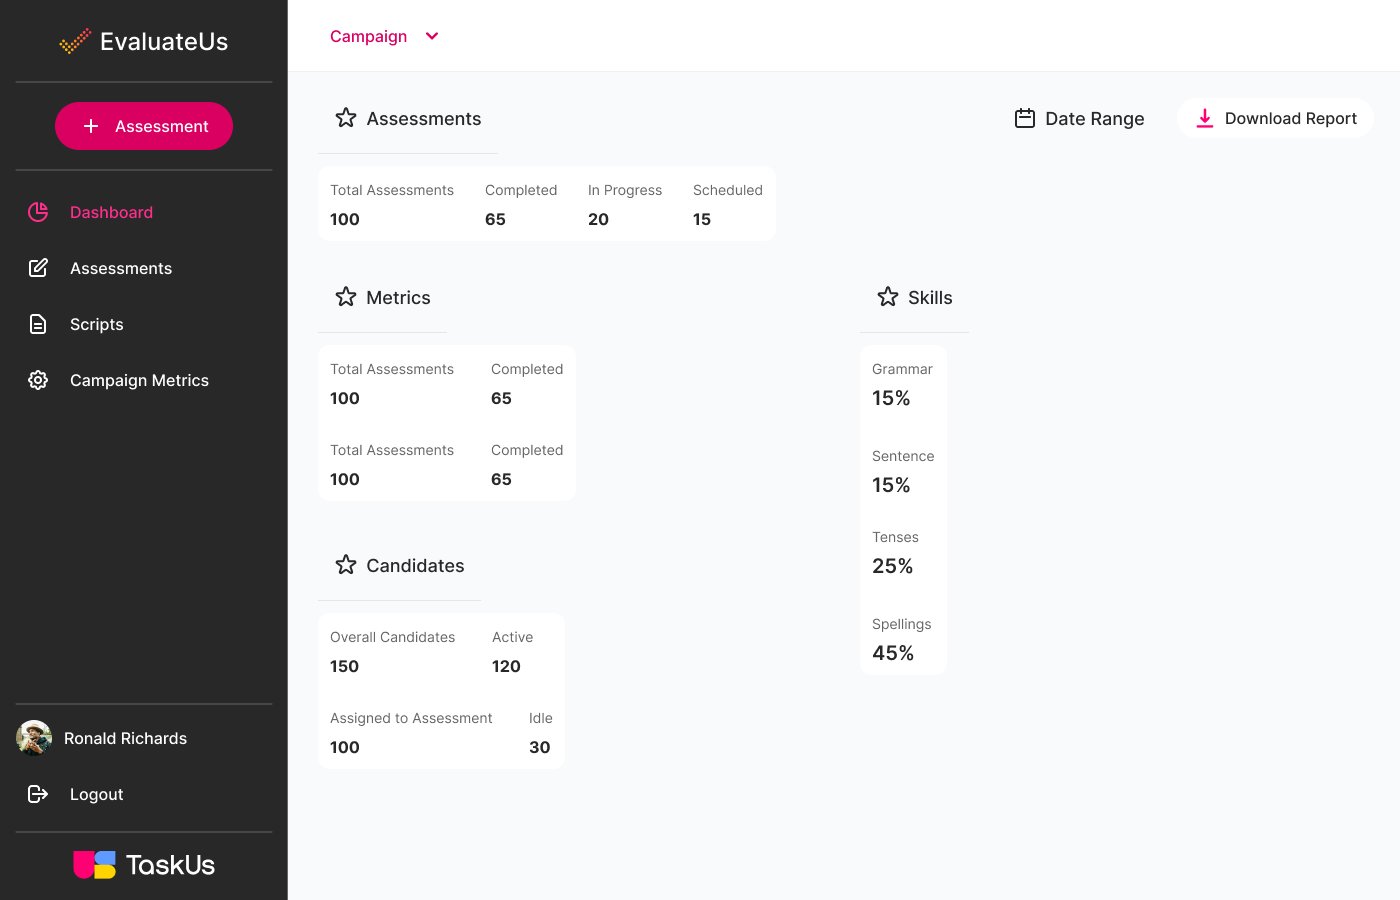 EvaluateUs
Assessment
Dashboard
Assessments
Scripts
Campaign Metrics
Ronald Richards
Logout
TaskUs
Campaign
Assessments
Date Range
Download Report
Total Assessments Completed In Progress Scheduled
100 65 20 15
Metrics
Total Assessments Completed
100 65
Total Assessments Completed
100 65
Candidates
Overall Candidates Active
150 120
Assigned to Assessment Idle
100 30
Skills
Grammar
15%
Sentence
15%
Tenses
25%
Spellings
45%